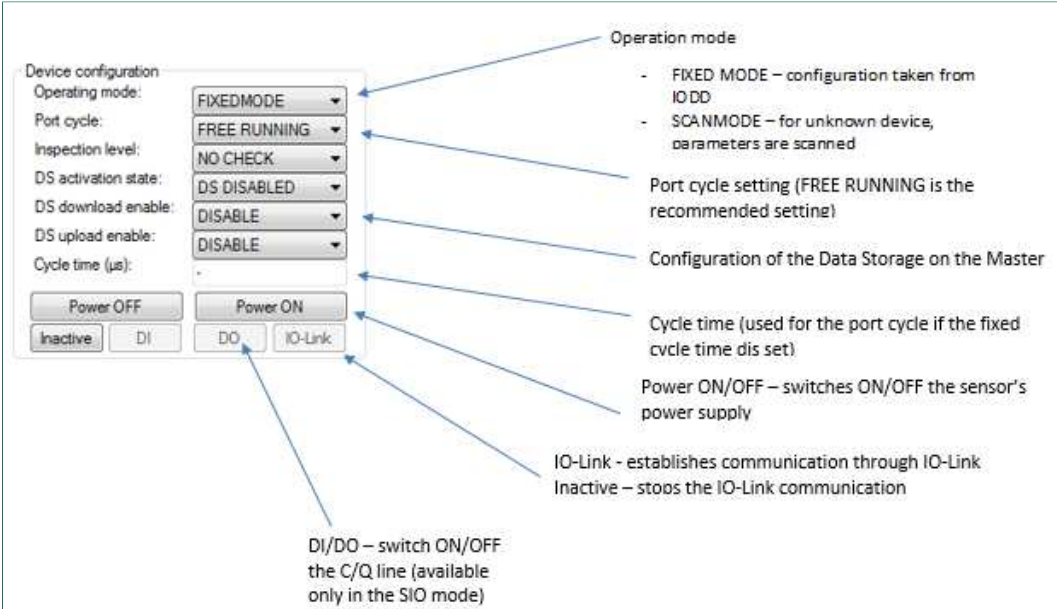 Device configuration
Operating mode:
FIXEDMODE
Port cycle:
FREE RUNNING
Inspection level:
NO CHECK
DS activation state:
DS DISABLED
DS download enable:
DISABLE
DS upload enable:
DISABLE
Cycle time (µs):
-
Power OFF
Power ON
Inactive
DI
DO
IO-Link
Operation mode
- FIXED MODE – configuration taken from
IODD
- SCANMODE – for unknown device,
parameters are scanned
Port cycle setting (FREE RUNNING is the
recommended setting)
Configuration of the Data Storage on the Master
Cycle time (used for the port cycle if the fixed
cycle time dis set)
Power ON/OFF – switches ON/OFF the sensor's
power supply
IO-Link - establishes communication through IO-Link
Inactive – stops the IO-Link communication
DI/DO – switch ON/OFF
the C/Q line (available
only in the SIO mode)